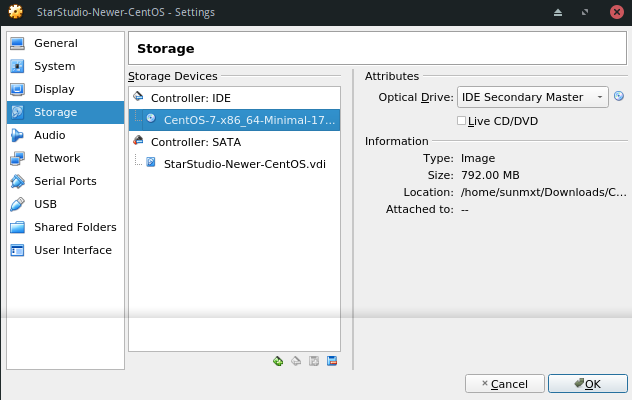 StarStudio-Newer-CentOS - Settings
General
System
Display
Storage
Audio
Network
Serial Ports
USB
Shared Folders
User Interface
Storage
Storage Devices
Controller: IDE
CentOS-7-x86_64-Minimal-17...
Controller: SATA
StarStudio-Newer-CentOS.vdi
Attributes
Optical Drive: IDE Secondary Master
Live CD/DVD
Information
Type: Image
Size: 792.00 MB
Location: /home/sunmxt/Downloads/C...
Attached to: --
Cancel
OK